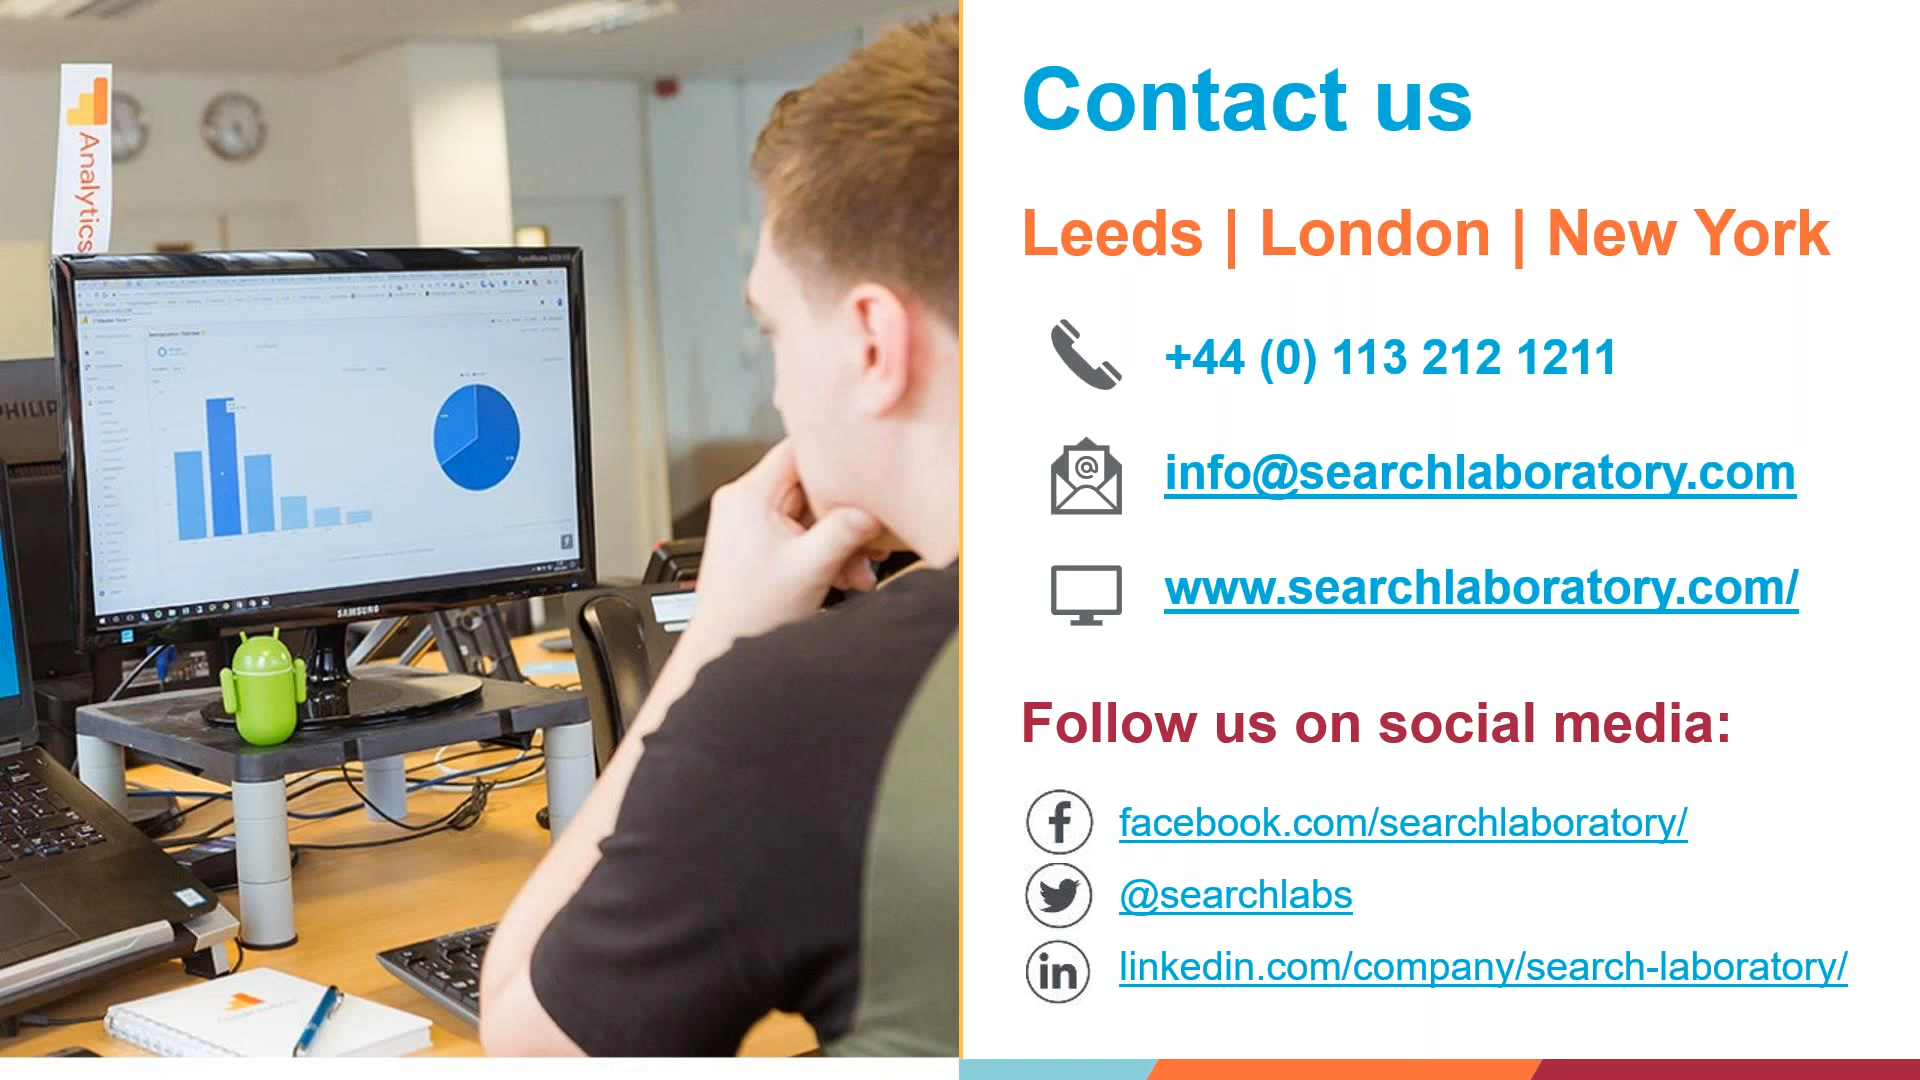 Analytics
PHILIP
SAMSUNG
Contact us
Leeds | London | New York
+44 (0) 113 212 1211
info@searchlaboratory.com
www.searchlaboratory.com/
Follow us on social media:
facebook.com/searchlaboratory/
@searchlabs
linkedin.com/company/search-laboratory/